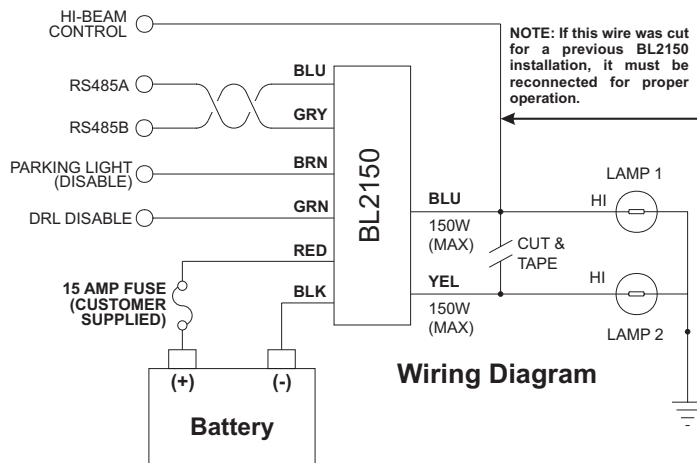 HI-BEAM
CONTROL
NOTE: If this wire was cut
for a previous BL2150
installation, it must be
reconnected for proper
operation.
RS485A
BLU
RS485B
GRY
PARKING LIGHT
(DISABLE)
BRN
DRL DISABLE
GRN
RED
BLK
BL2150
15 AMP FUSE
(CUSTOMER
SUPPLIED)
BLU
150W
(MAX)
YEL
150W
(MAX)
CUT &
TAPE
LAMP 1
HI
HI
LAMP 2
(+)
(-)
Battery
Wiring Diagram